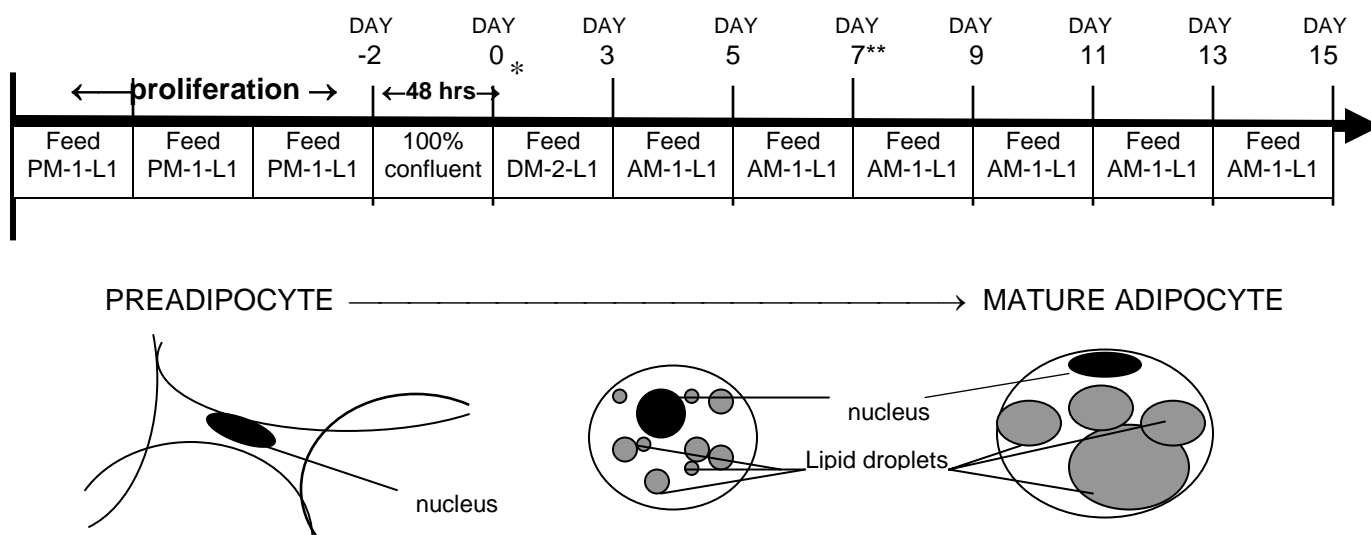 DAY DAY DAY DAY DAY DAY DAY DAY DAY
-2 0* 3 5 7** 9 11 13 15
←proliferation→ ←48 hrs→
Feed Feed Feed 100% Feed Feed Feed Feed Feed Feed Feed
PM-1-L1 PM-1-L1 PM-1-L1 confluent DM-2-L1 AM-1-L1 AM-1-L1 AM-1-L1 AM-1-L1 AM-1-L1 AM-1-L1
PREADIPOCYTE → MATURE ADIPOCYTE
nucleus
Lipid droplets
nucleus